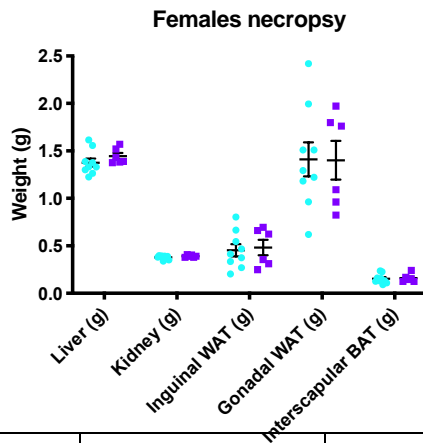 Females necropsy
Weight (g)
2.5
2.0
1.5
1.0
0.5
0.0
Liver (g)
Kidney (g)
Inguinal WAT (g)
Gonadal WAT (g)
Interscapular BAT (g)